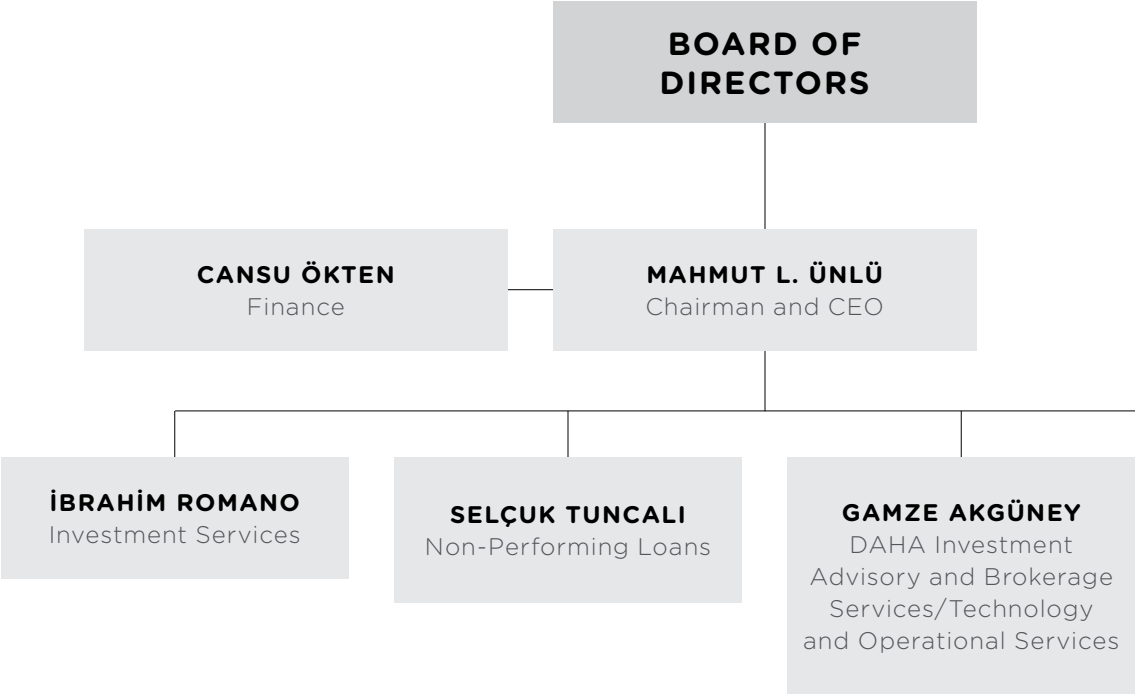 BOARD OF
DIRECTORS
CANSU ÖKTEN
Finance
MAHMUT L. ÜNLÜ
Chairman and CEO
İBRAHİM ROMANO
Investment Services
SELÇUK TUNCALI
Non-Performing Loans
GAMZE AKGÜNEY
DAHA Investment
Advisory and Brokerage
Services/Technology
and Operational Services